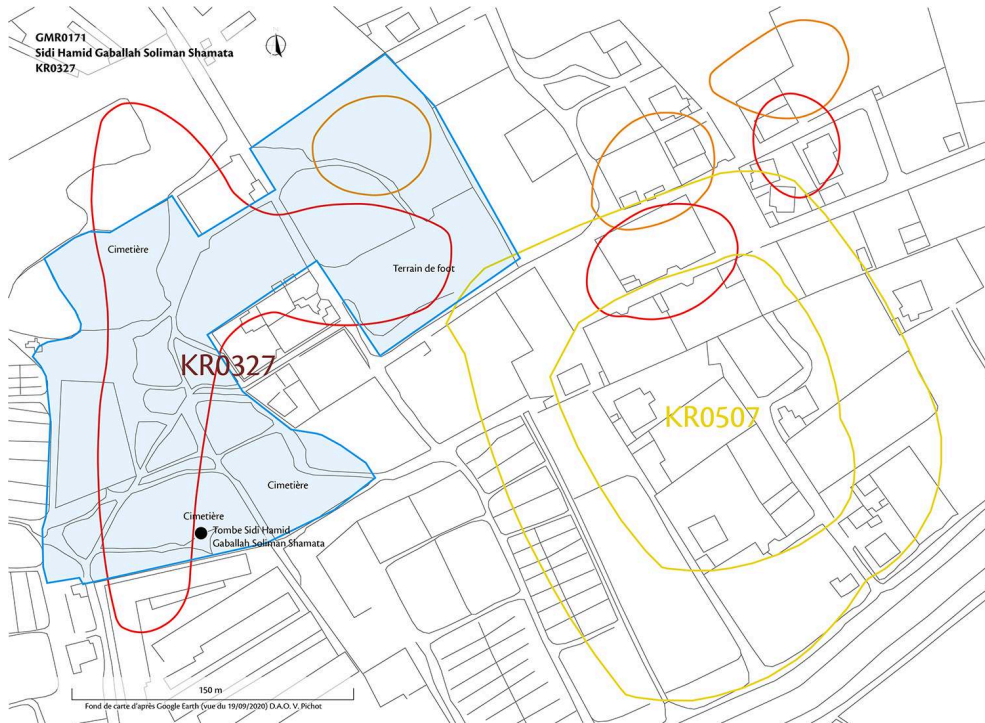 GMR0171
Sidi Hamid Gaballah Soliman Shamata
KR0327
Cimetière
Terrain de foot
KR0327
KR0507
Cimetière
Cimetière
Tombe Sidi Hamid
Gaballah Soliman Shamata
150 m
Fond de carte d'après Google Earth (vue du 19/09/2020) D.A.O. V. Pichot